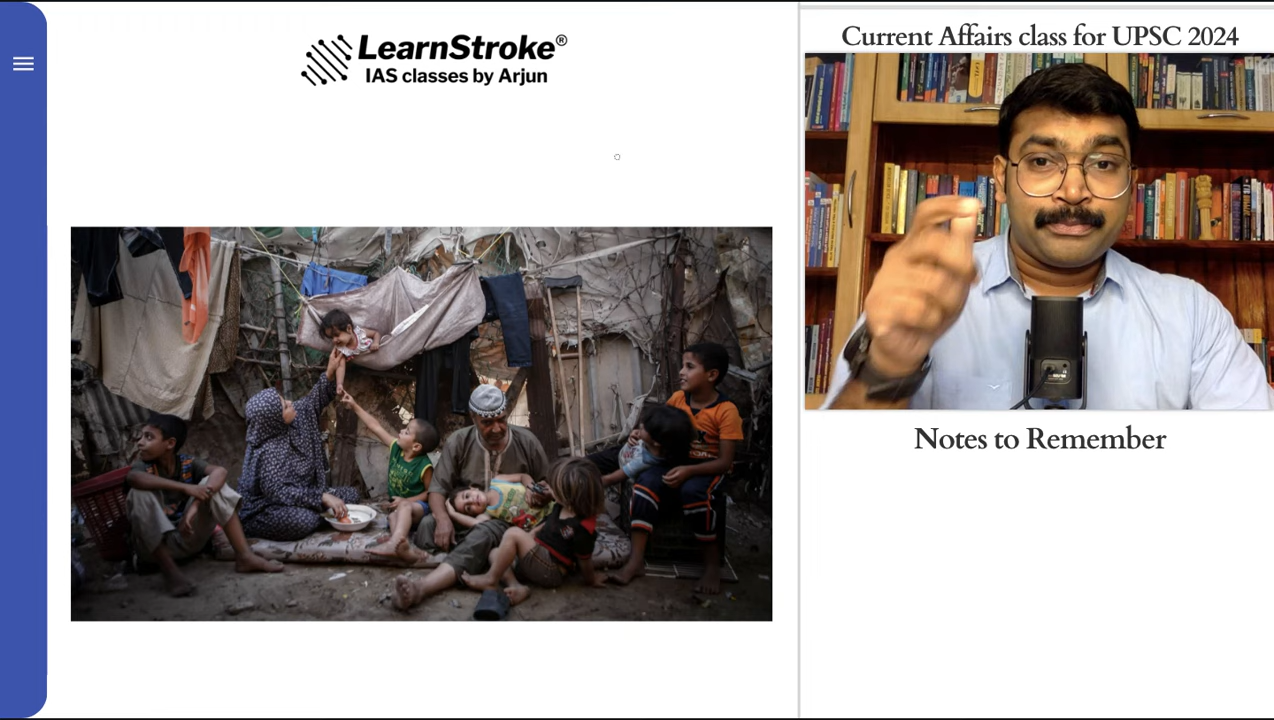 LearnStroke®
IAS classes by Arjun
Current Affairs class for UPSC 2024
Notes to Remember